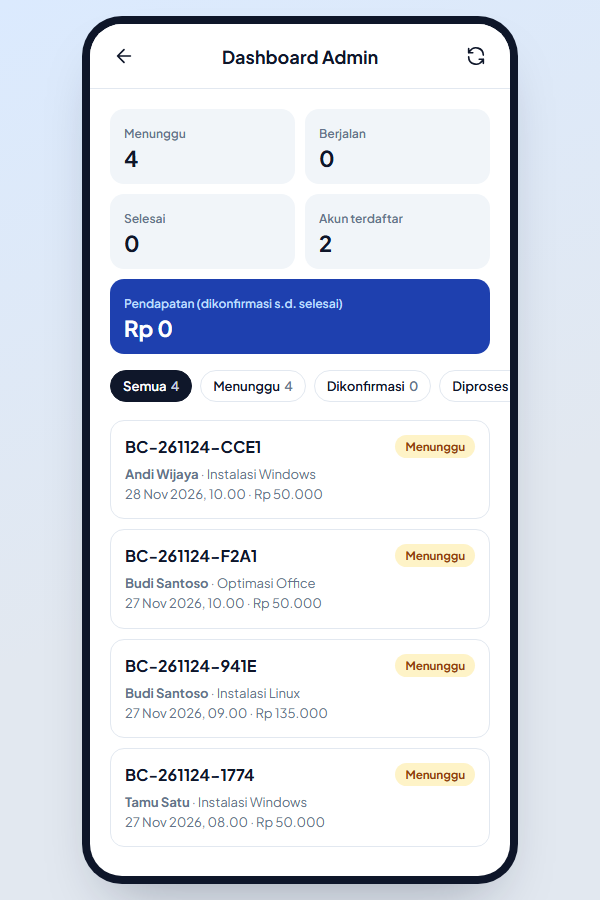 Dashboard Admin
Menunggu
4
Berjalan
0
Selesai
0
Akun terdaftar
2
Pendapatan (dikonfirmasi s.d. selesai)
Rp 0
Semua 4 Menunggu 4 Dikonfirmasi 0 Diproses
BC-261124-CCE1 Menunggu
Andi Wijaya · Instalasi Windows
28 Nov 2026, 10.00 · Rp 50.000
BC-261124-F2A1 Menunggu
Budi Santoso · Optimasi Office
27 Nov 2026, 10.00 · Rp 50.000
BC-261124-941E Menunggu
Budi Santoso · Instalasi Linux
27 Nov 2026, 09.00 · Rp 135.000
BC-261124-1774 Menunggu
Tamu Satu · Instalasi Windows
27 Nov 2026, 08.00 · Rp 50.000